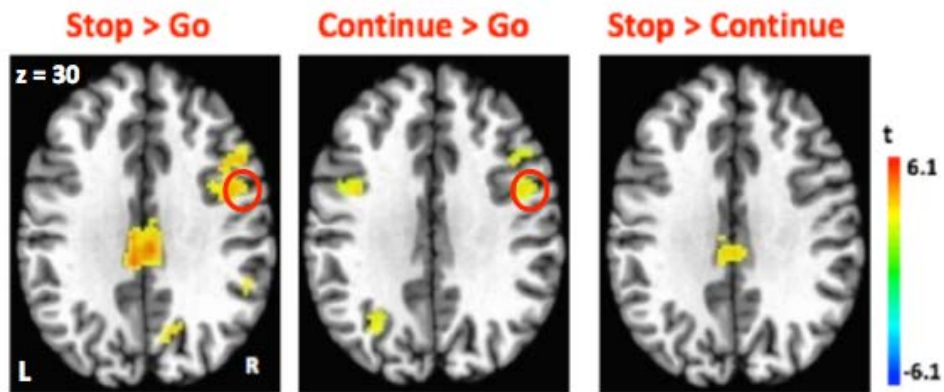 Stop > Go
Continue > Go
Stop > Continue
z = 30
t
6.1
-6.1
L
R